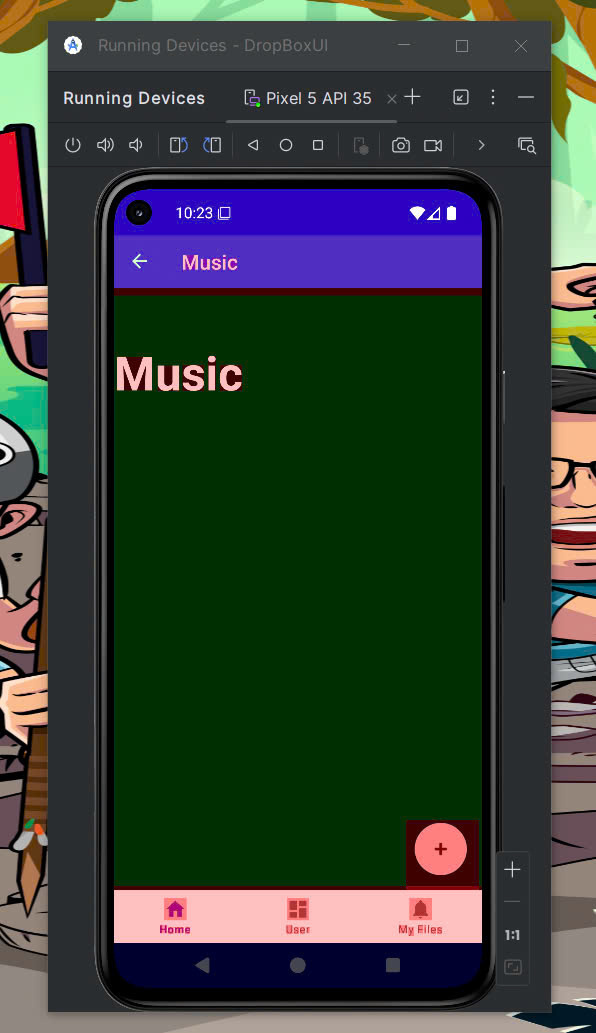 Running Devices - DropBoxUI
Running Devices
Pixel 5 API 35
10:23
Music
Music
Home
User
My Files
1:1